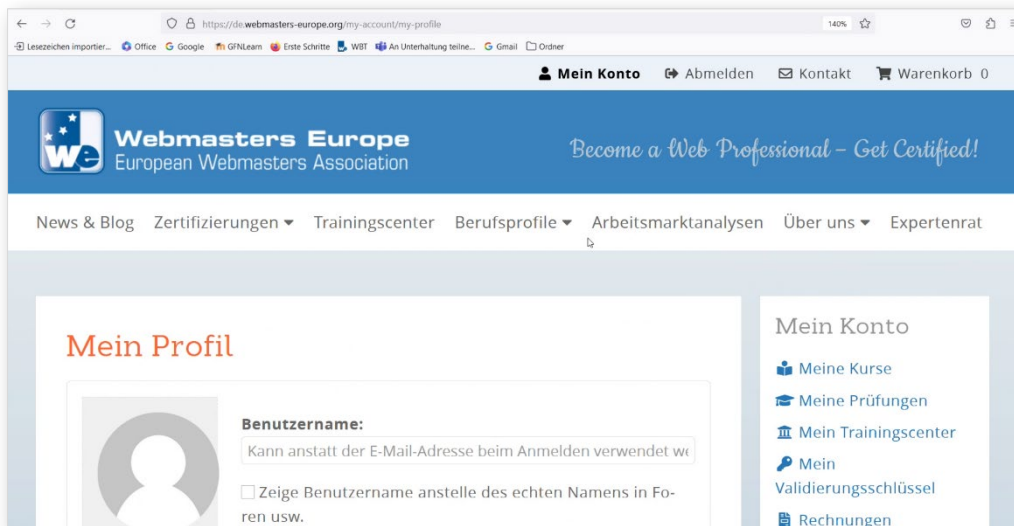 https://de.webmasters-europe.org/my-account/my-profile 140%
Lesezeichen importier... Office Google GFNLearn Erste Schritte WBT An Unterhaltung teilne... Gmail Ordner
Mein Konto Abmelden Kontakt Warenkorb 0
we Webmasters Europe
European Webmasters Association
Become a Web Professional – Get Certified!
News & Blog Zertifizierungen Trainingscenter Berufsprofile Arbeitsmarktanalysen Über uns Expertenrat
Mein Profil
Benutzername:
Kann anstatt der E-Mail-Adresse beim Anmelden verwendet we
Zeige Benutzername anstelle des echten Namens in Fo-
ren usw.
Mein Konto
Meine Kurse
Meine Prüfungen
Mein Trainingscenter
Mein
Validierungsschlüssel
Rechnungen